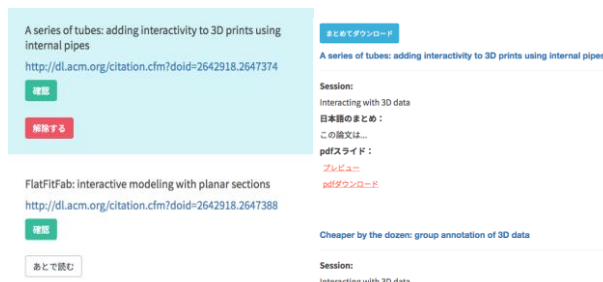 A series of tubes: adding interactivity to 3D prints using
internal pipes
http://dl.acm.org/citation.cfm?doid=2642918.2647374
確認
解除する
FlatFitFab: interactive modeling with planar sections
http://dl.acm.org/citation.cfm?doid=2642918.2647388
確認
あとで読む
まとめてダウンロード
A series of tubes: adding interactivity to 3D prints using internal pipes
Session:
Interacting with 3D data
日本語のまとめ：
この論文は...
pdfスライド：
プレビュー
pdfダウンロード
Cheaper by the dozen: group annotation of 3D data
Session:
Interacting with 3D data